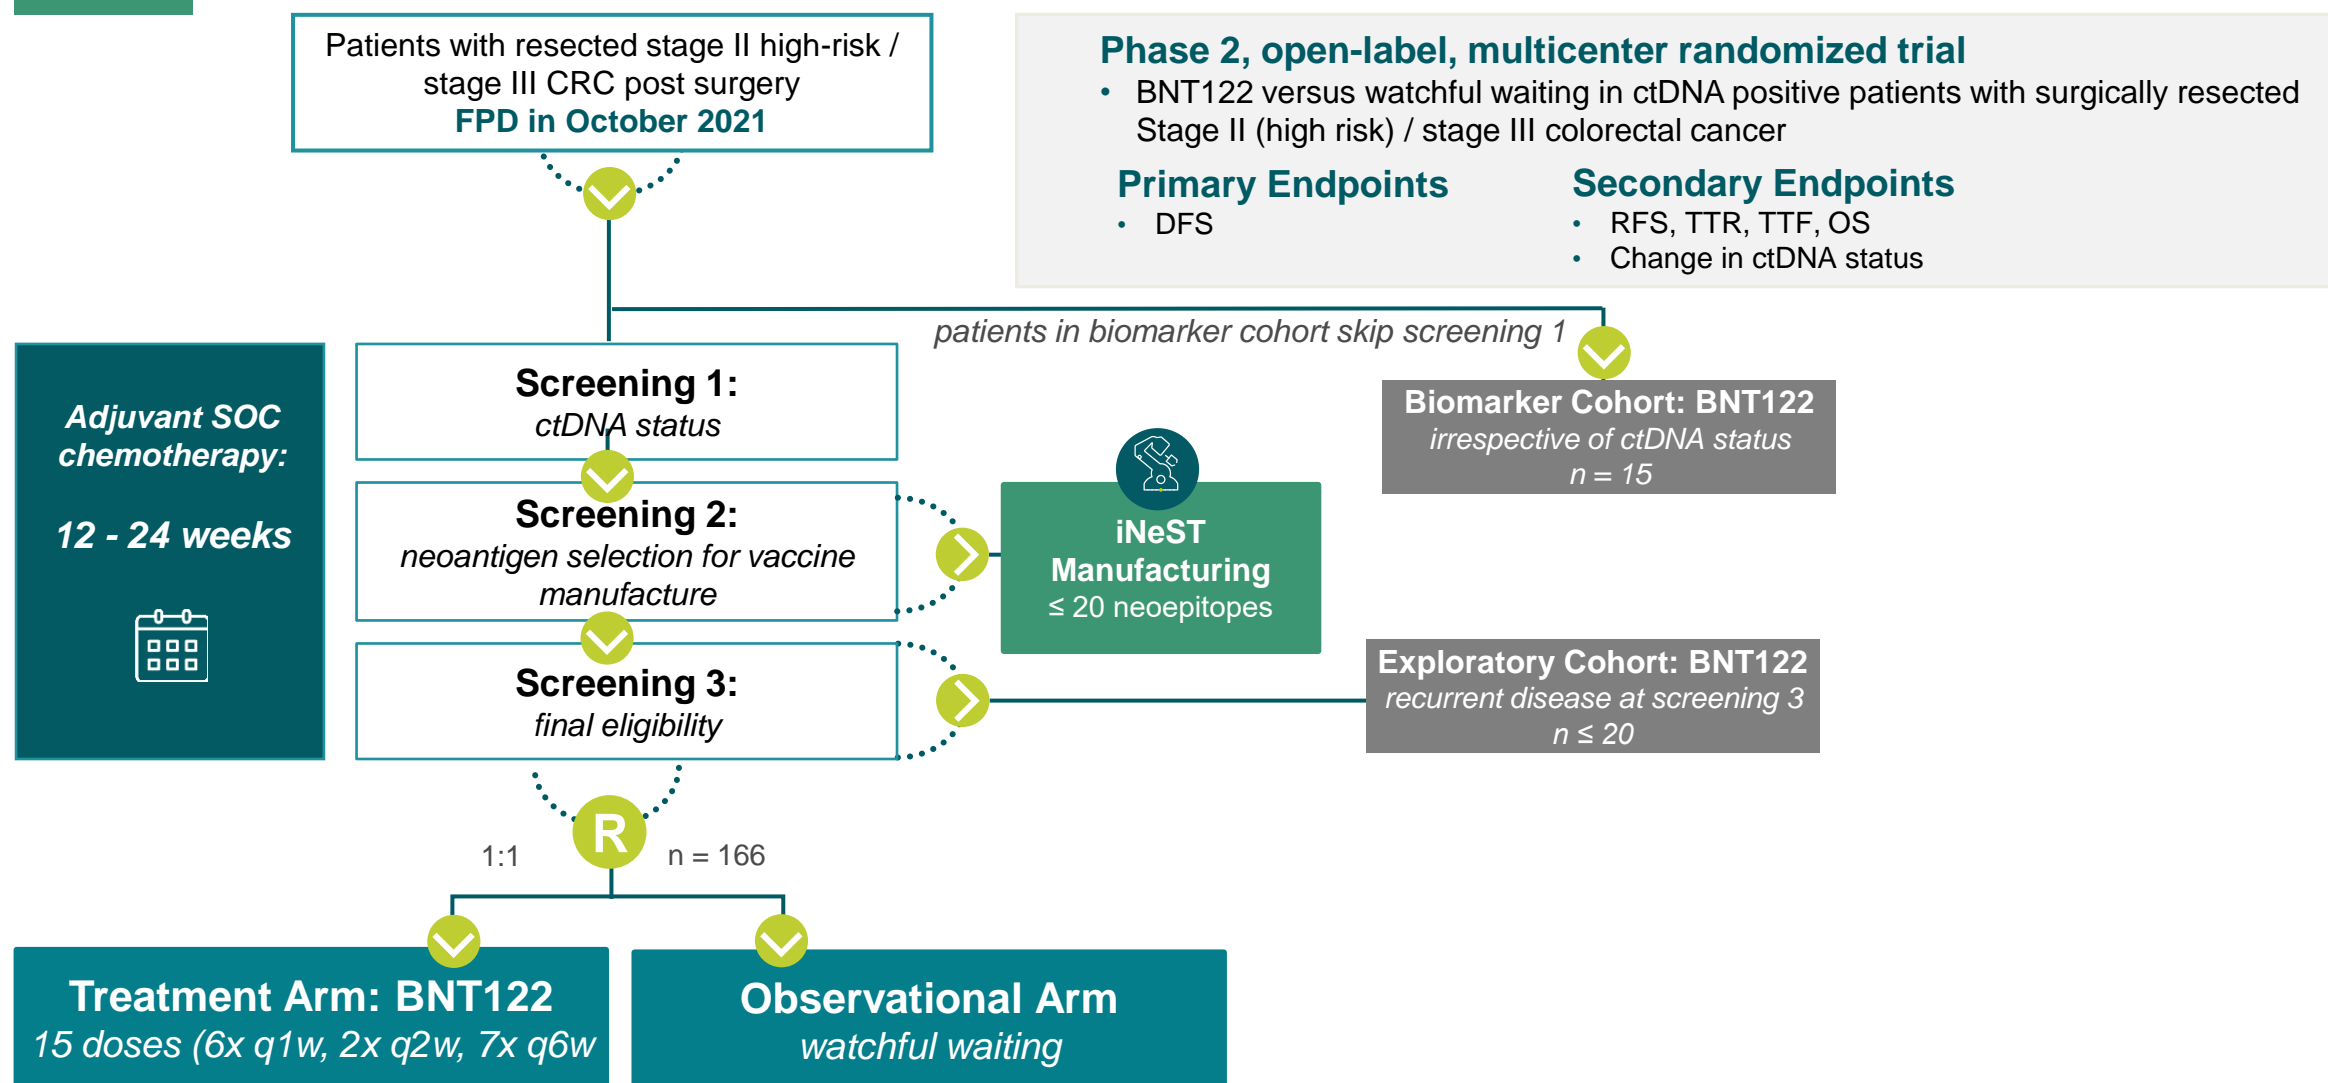 Patients with resected stage II high-risk /
stage III CRC post surgery
FPD in October 2021
Phase 2, open-label, multicenter randomized trial
• BNT122 versus watchful waiting in ctDNA positive patients with surgically resected
Stage II (high risk) / stage III colorectal cancer
Primary Endpoints
• DFS
Secondary Endpoints
• RFS, TTR, TTF, OS
• Change in ctDNA status
patients in biomarker cohort skip screening 1
Adjuvant SOC
chemotherapy:
12 - 24 weeks
Screening 1:
ctDNA status
Biomarker Cohort: BNT122
irrespective of ctDNA status
n = 15
Screening 2:
neoantigen selection for vaccine
manufacture
iNeST
Manufacturing
≤ 20 neoepitopes
Screening 3:
final eligibility
Exploratory Cohort: BNT122
recurrent disease at screening 3
n ≤ 20
R
1:1
n = 166
Treatment Arm: BNT122
15 doses (6x q1w, 2x q2w, 7x q6w
Observational Arm
watchful waiting